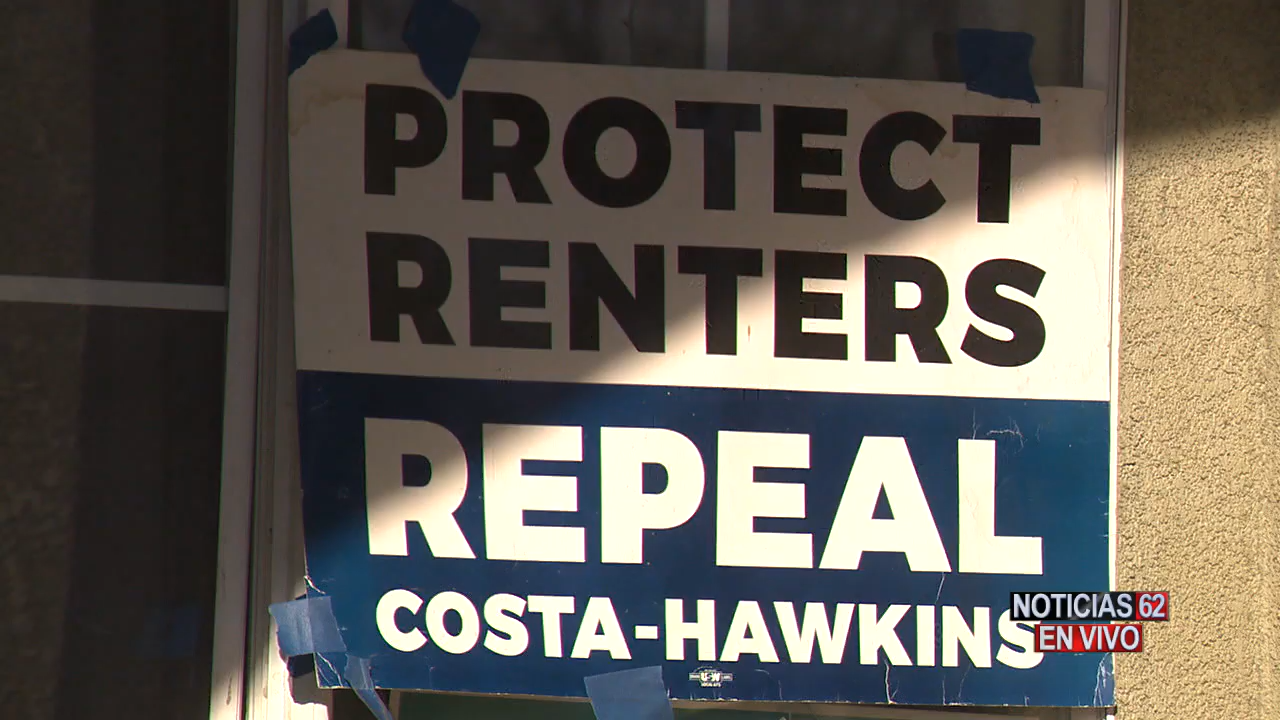 PROTECT
RENTERS
REPEAL
COSTA-HAWKINS
NOTICIAS 62
EN VIVO